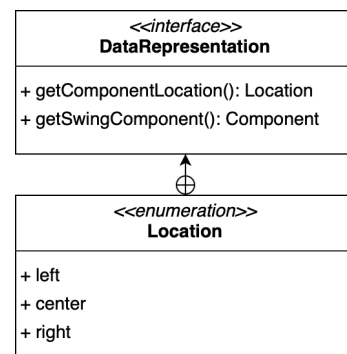 <<interface>>
DataRepresentation
+ getComponentLocation(): Location
+ getSwingComponent(): Component
<<enumeration>>
Location
+ left
+ center
+ right